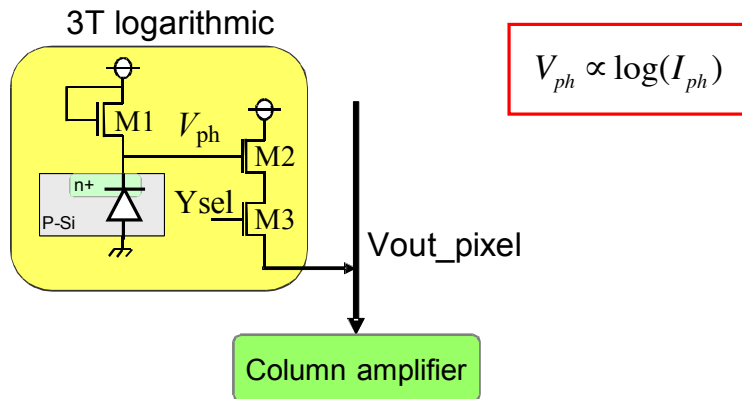 3T logarithmic
M1
V_ph
M2
n+
Ysel
M3
P-Si
Vout_pixel
Column amplifier
V_ph ∝ log(I_ph)